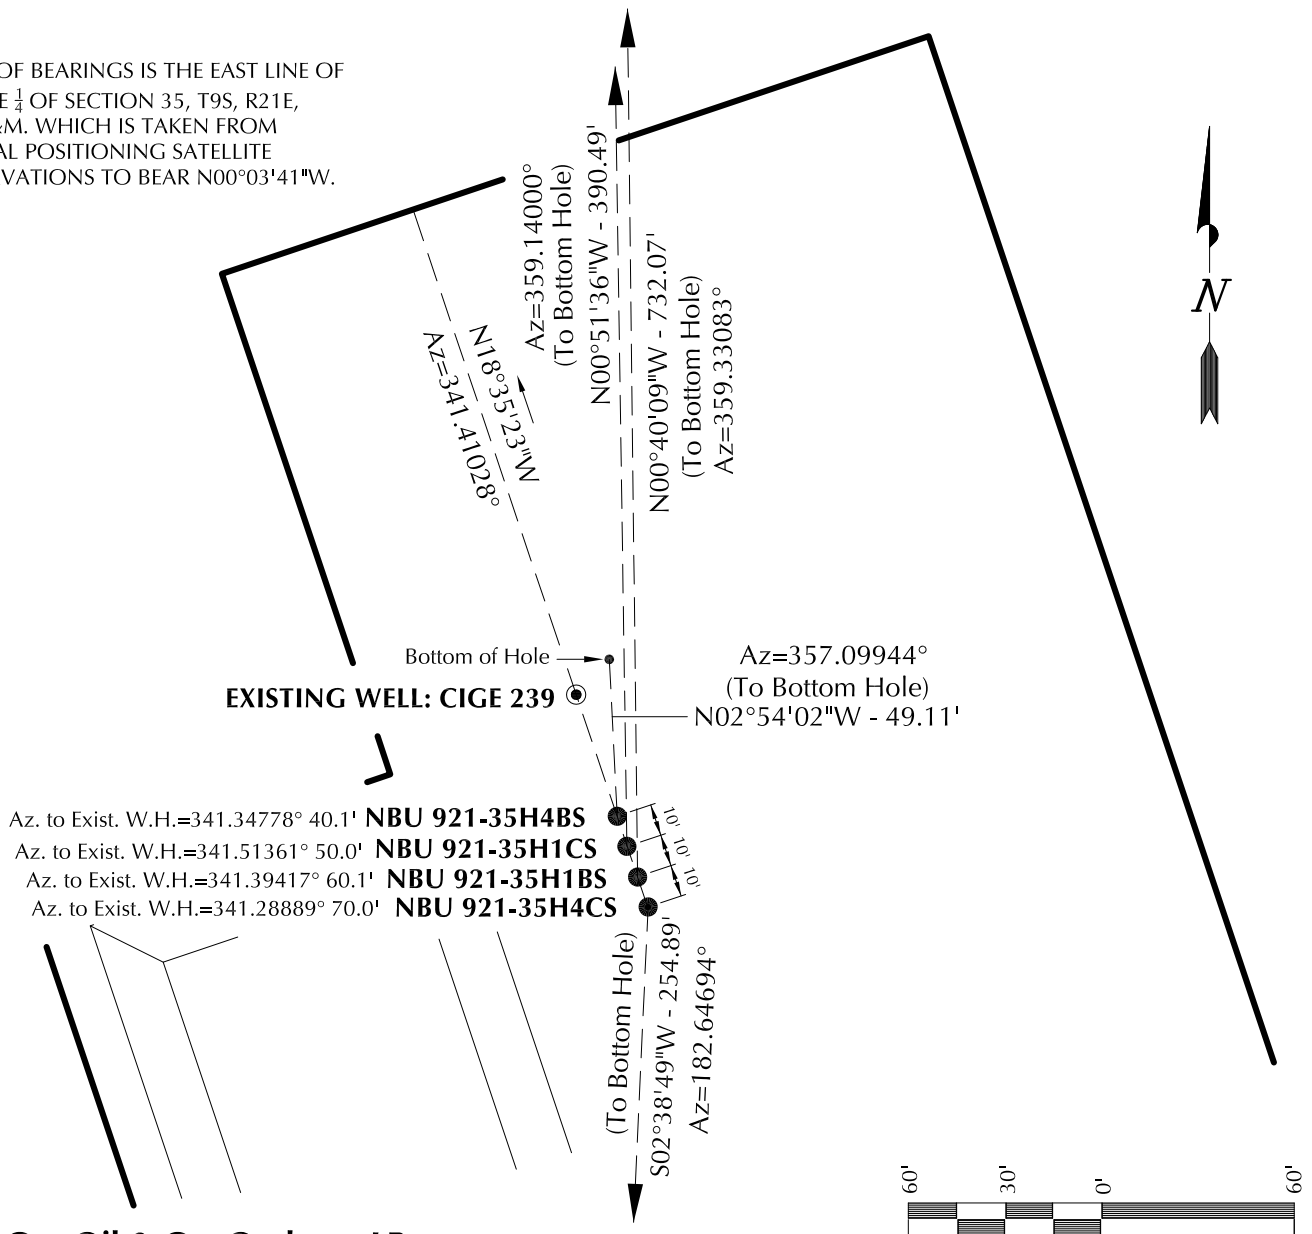 OF BEARINGS IS THE EAST LINE OF
E 1/4 OF SECTION 35, T9S, R21E,
M. WHICH IS TAKEN FROM
AL POSITIONING SATELLITE
VATIONS TO BEAR N00°03'41"W.
Az=359.14000°
(To Bottom Hole)
N00°51'36"W - 390.49'
N00°40'09"W - 732.07'
(To Bottom Hole)
Az=359.33083°
N18°35'23"W
Az=341.41028°
N
Bottom of Hole
EXISTING WELL: CIGE 239
Az=357.09944°
(To Bottom Hole)
N02°54'02"W - 49.11'
Az. to Exist. W.H.=341.34778° 40.1' NBU 921-35H4BS
Az. to Exist. W.H.=341.51361° 50.0' NBU 921-35H1CS
Az. to Exist. W.H.=341.39417° 60.1' NBU 921-35H1BS
Az. to Exist. W.H.=341.28889° 70.0' NBU 921-35H4CS
10'
10'
10'
(To Bottom Hole)
S02°38'49"W - 254.89'
Az=182.64694°
60'
30'
0'
60'